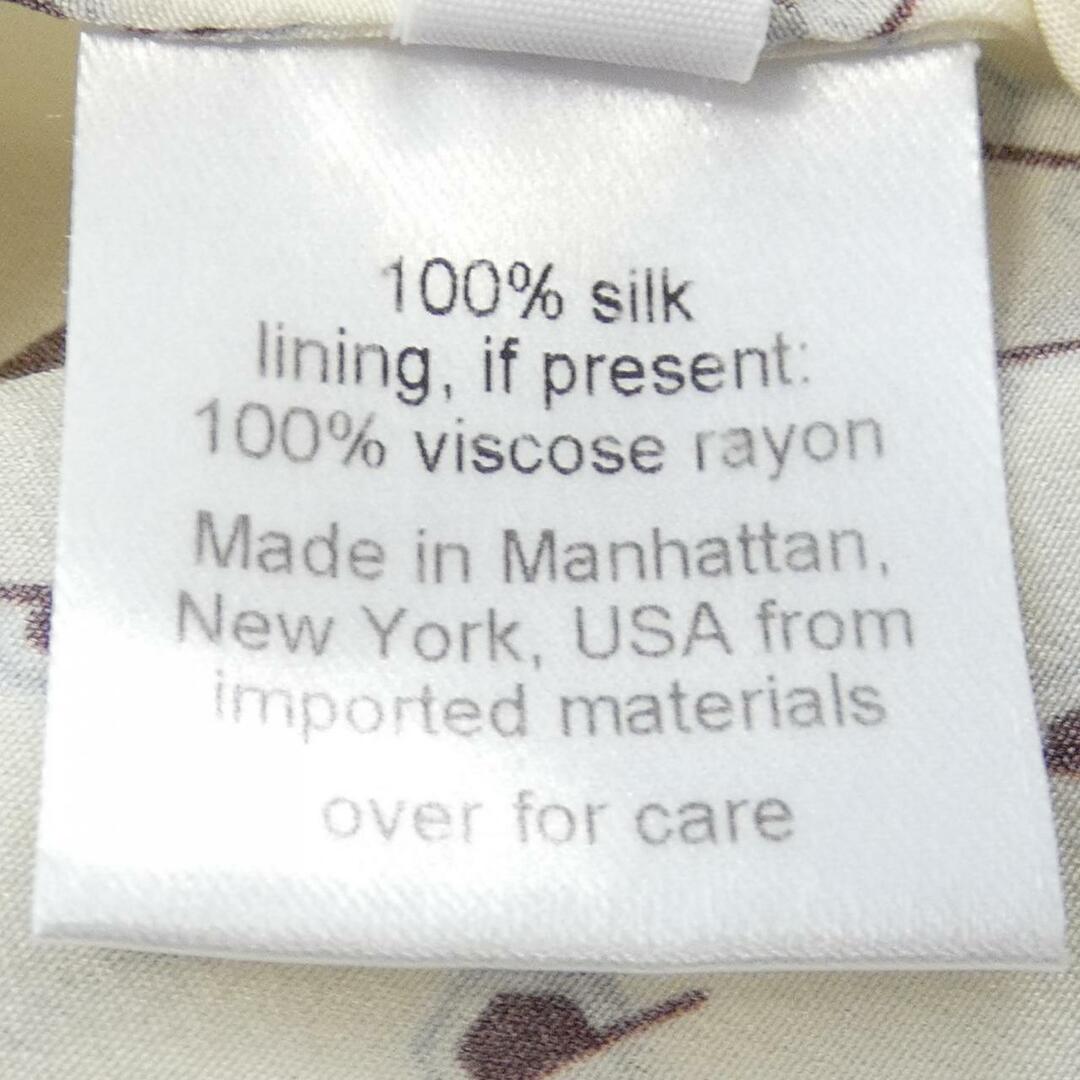 100% silk
lining, if present:
100% viscose rayon
Made in Manhattan,
New York, USA from
imported materials
over for care